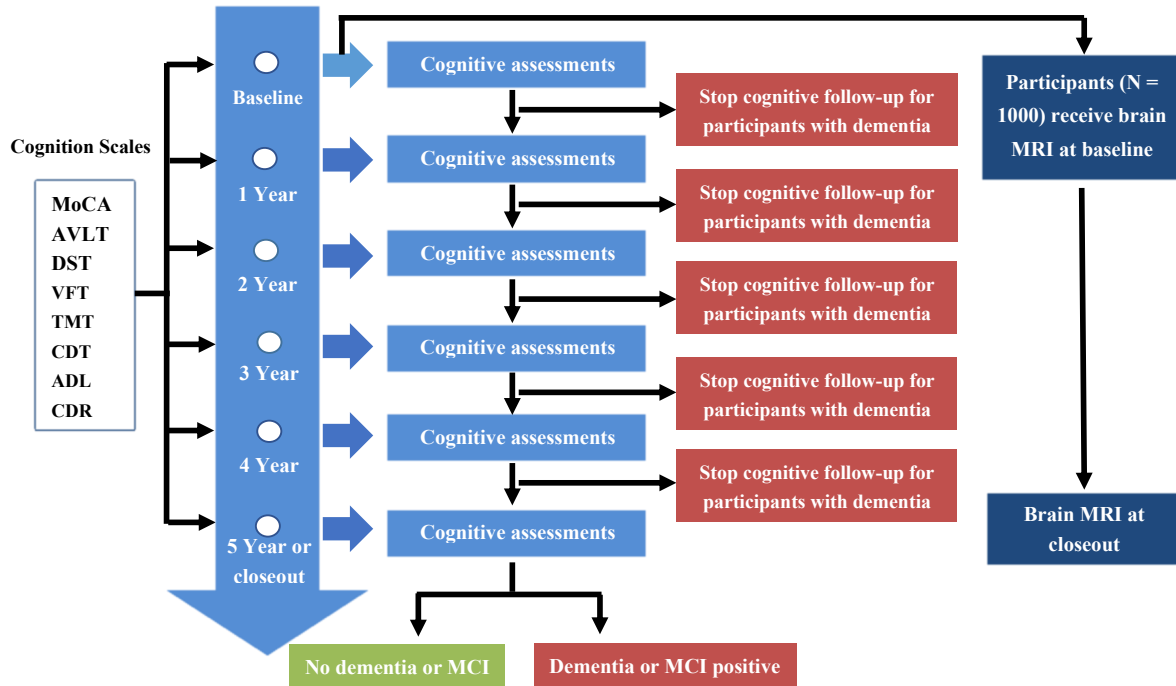 Cognition Scales
MoCA
AVLT
DST
VFT
TMT
CDT
ADL
CDR
Baseline
1 Year
2 Year
3 Year
4 Year
5 Year or
closeout
Cognitive assessments
Stop cognitive follow-up for
participants with dementia
Cognitive assessments
Stop cognitive follow-up for
participants with dementia
Cognitive assessments
Stop cognitive follow-up for
participants with dementia
Cognitive assessments
Stop cognitive follow-up for
participants with dementia
Cognitive assessments
Stop cognitive follow-up for
participants with dementia
Cognitive assessments
No dementia or MCI
Dementia or MCI positive
Participants (N =
1000) receive brain
MRI at baseline
Brain MRI at
closeout